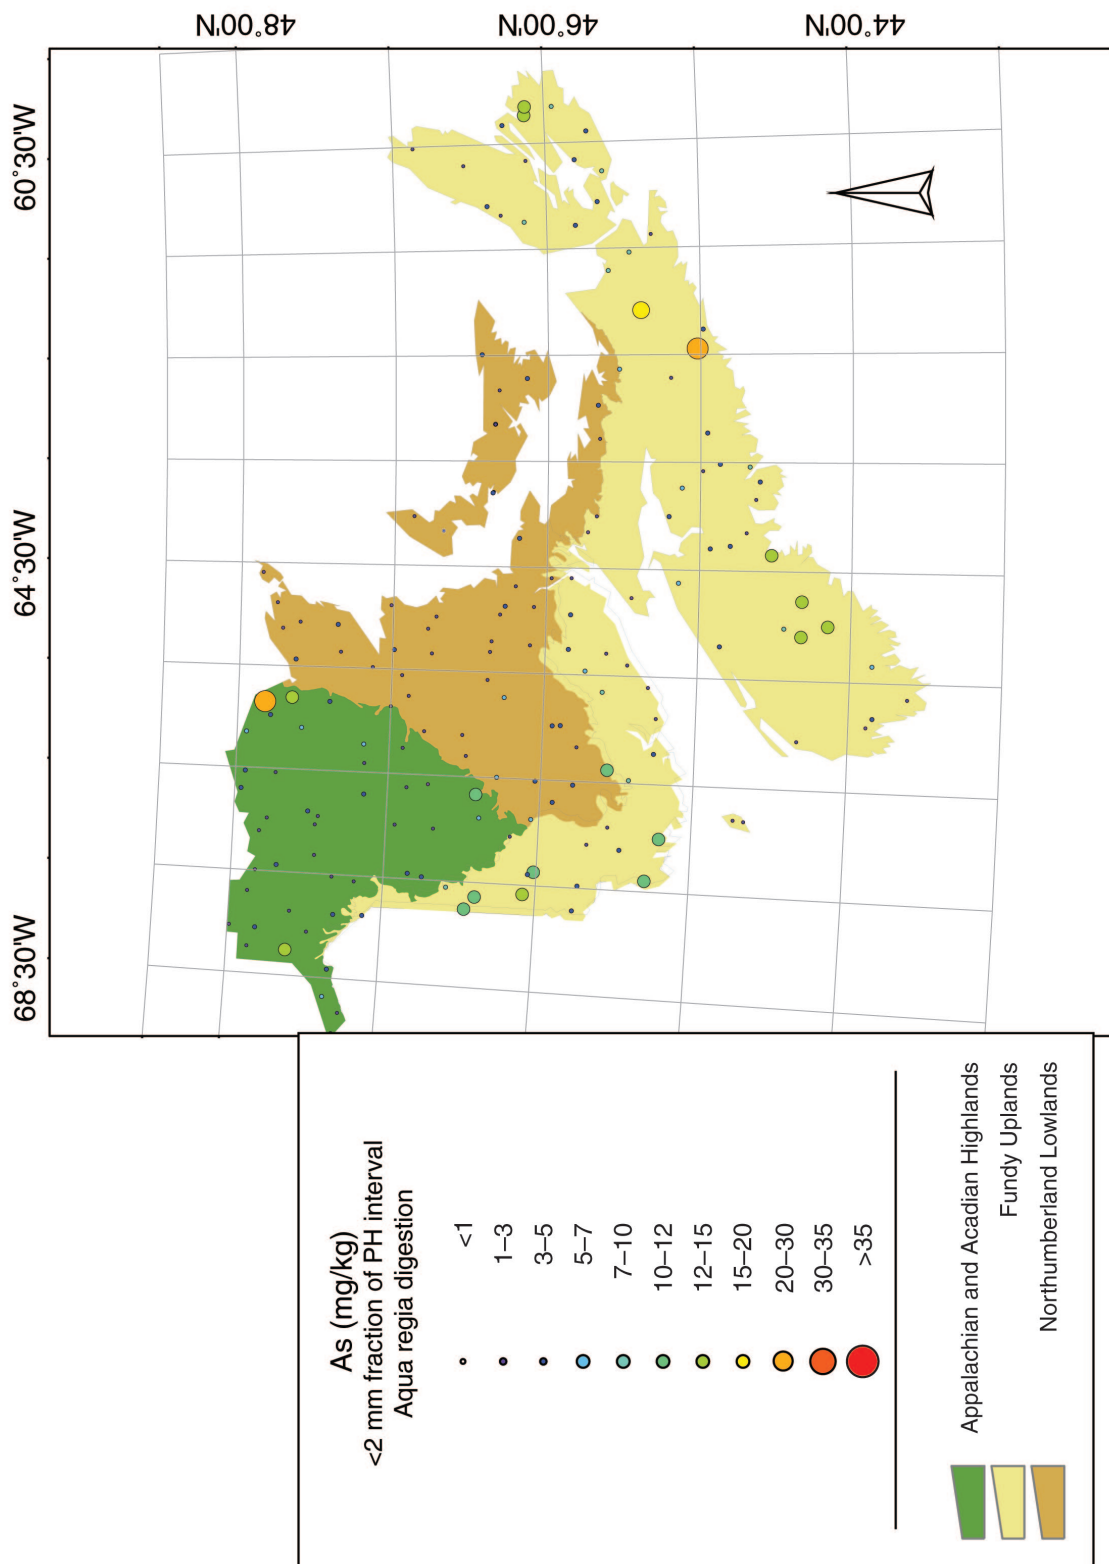 68°30'W
64°30'W
60°30'W
48°00'N
46°00'N
44°00'N
As (mg/kg)
<2 mm fraction of PH interval
Aqua regia digestion
<1
1–3
3–5
5–7
7–10
10–12
12–15
15–20
20–30
30–35
>35
Appalachian and Acadian Highlands
Fundy Uplands
Northumberland Lowlands